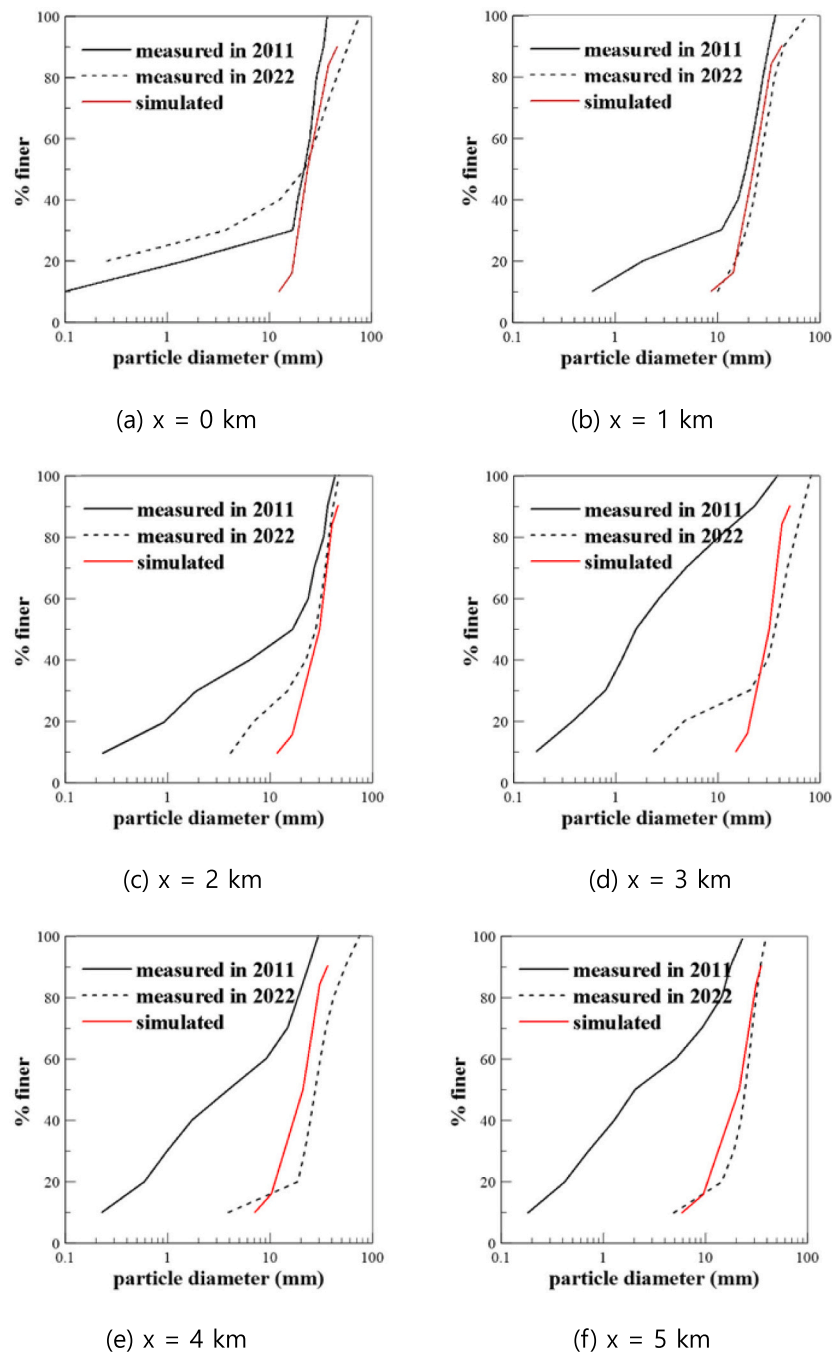 100
80
60
40
20
0
% finer
measured in 2011
measured in 2022
simulated
0.1 1 10 100
particle diameter (mm)
(a) x = 0 km
100
80
60
40
20
0
% finer
measured in 2011
measured in 2022
simulated
0.1 1 10 100
particle diameter (mm)
(b) x = 1 km
100
80
60
40
20
0
% finer
measured in 2011
measured in 2022
simulated
0.1 1 10 100
particle diameter (mm)
(c) x = 2 km
100
80
60
40
20
0
% finer
measured in 2011
measured in 2022
simulated
0.1 1 10 100
particle diameter (mm)
(d) x = 3 km
100
80
60
40
20
0
% finer
measured in 2011
measured in 2022
simulated
0.1 1 10 100
particle diameter (mm)
(e) x = 4 km
100
80
60
40
20
0
% finer
measured in 2011
measured in 2022
simulated
0.1 1 10 100
particle diameter (mm)
(f) x = 5 km